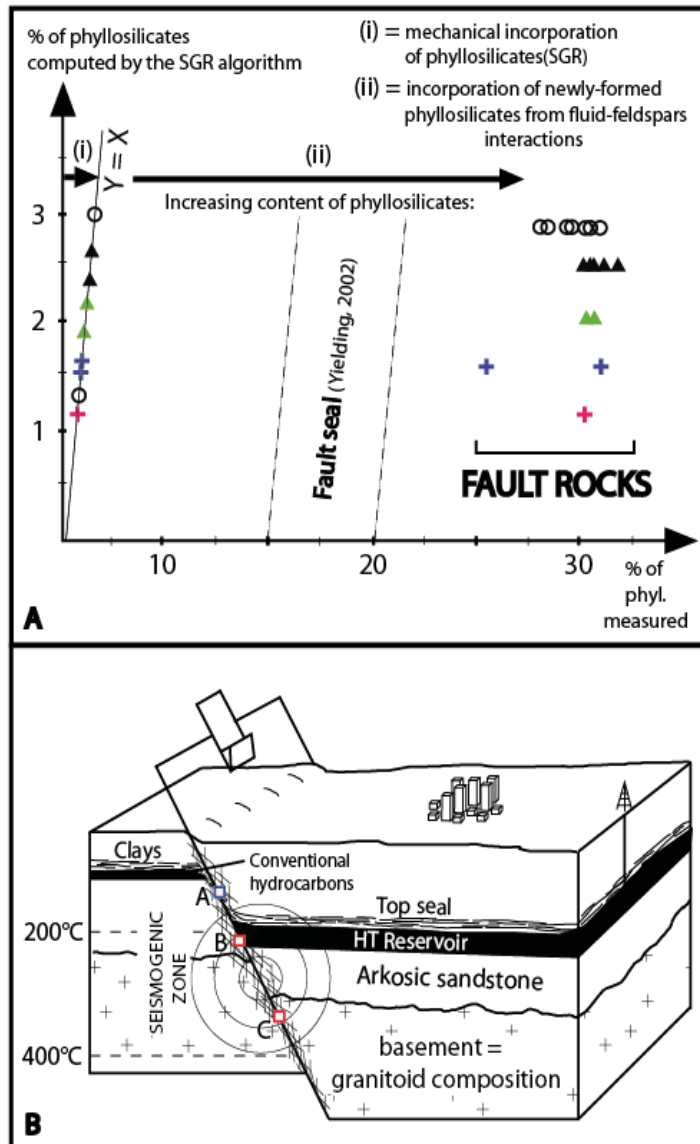 % of phyllosilicates
computed by the SGR algorithm
(i) = mechanical incorporation
of phyllosilicates(SGR)
(ii) = incorporation of newly-formed
phyllosilicates from fluid-feldspars
interactions
(i)
Y = X
(ii)
Increasing content of phyllosilicates:
3
2
1
Fault seal (Yielding, 2002)
FAULT ROCKS
10
20
30
% of
phyl.
measured
A
Clays
Conventional
hydrocarbons
A
Top seal
200°C
B
HT Reservoir
SEISMOGENIC
ZONE
Arkosic sandstone
C
400°C
basement =
granitoid composition
B